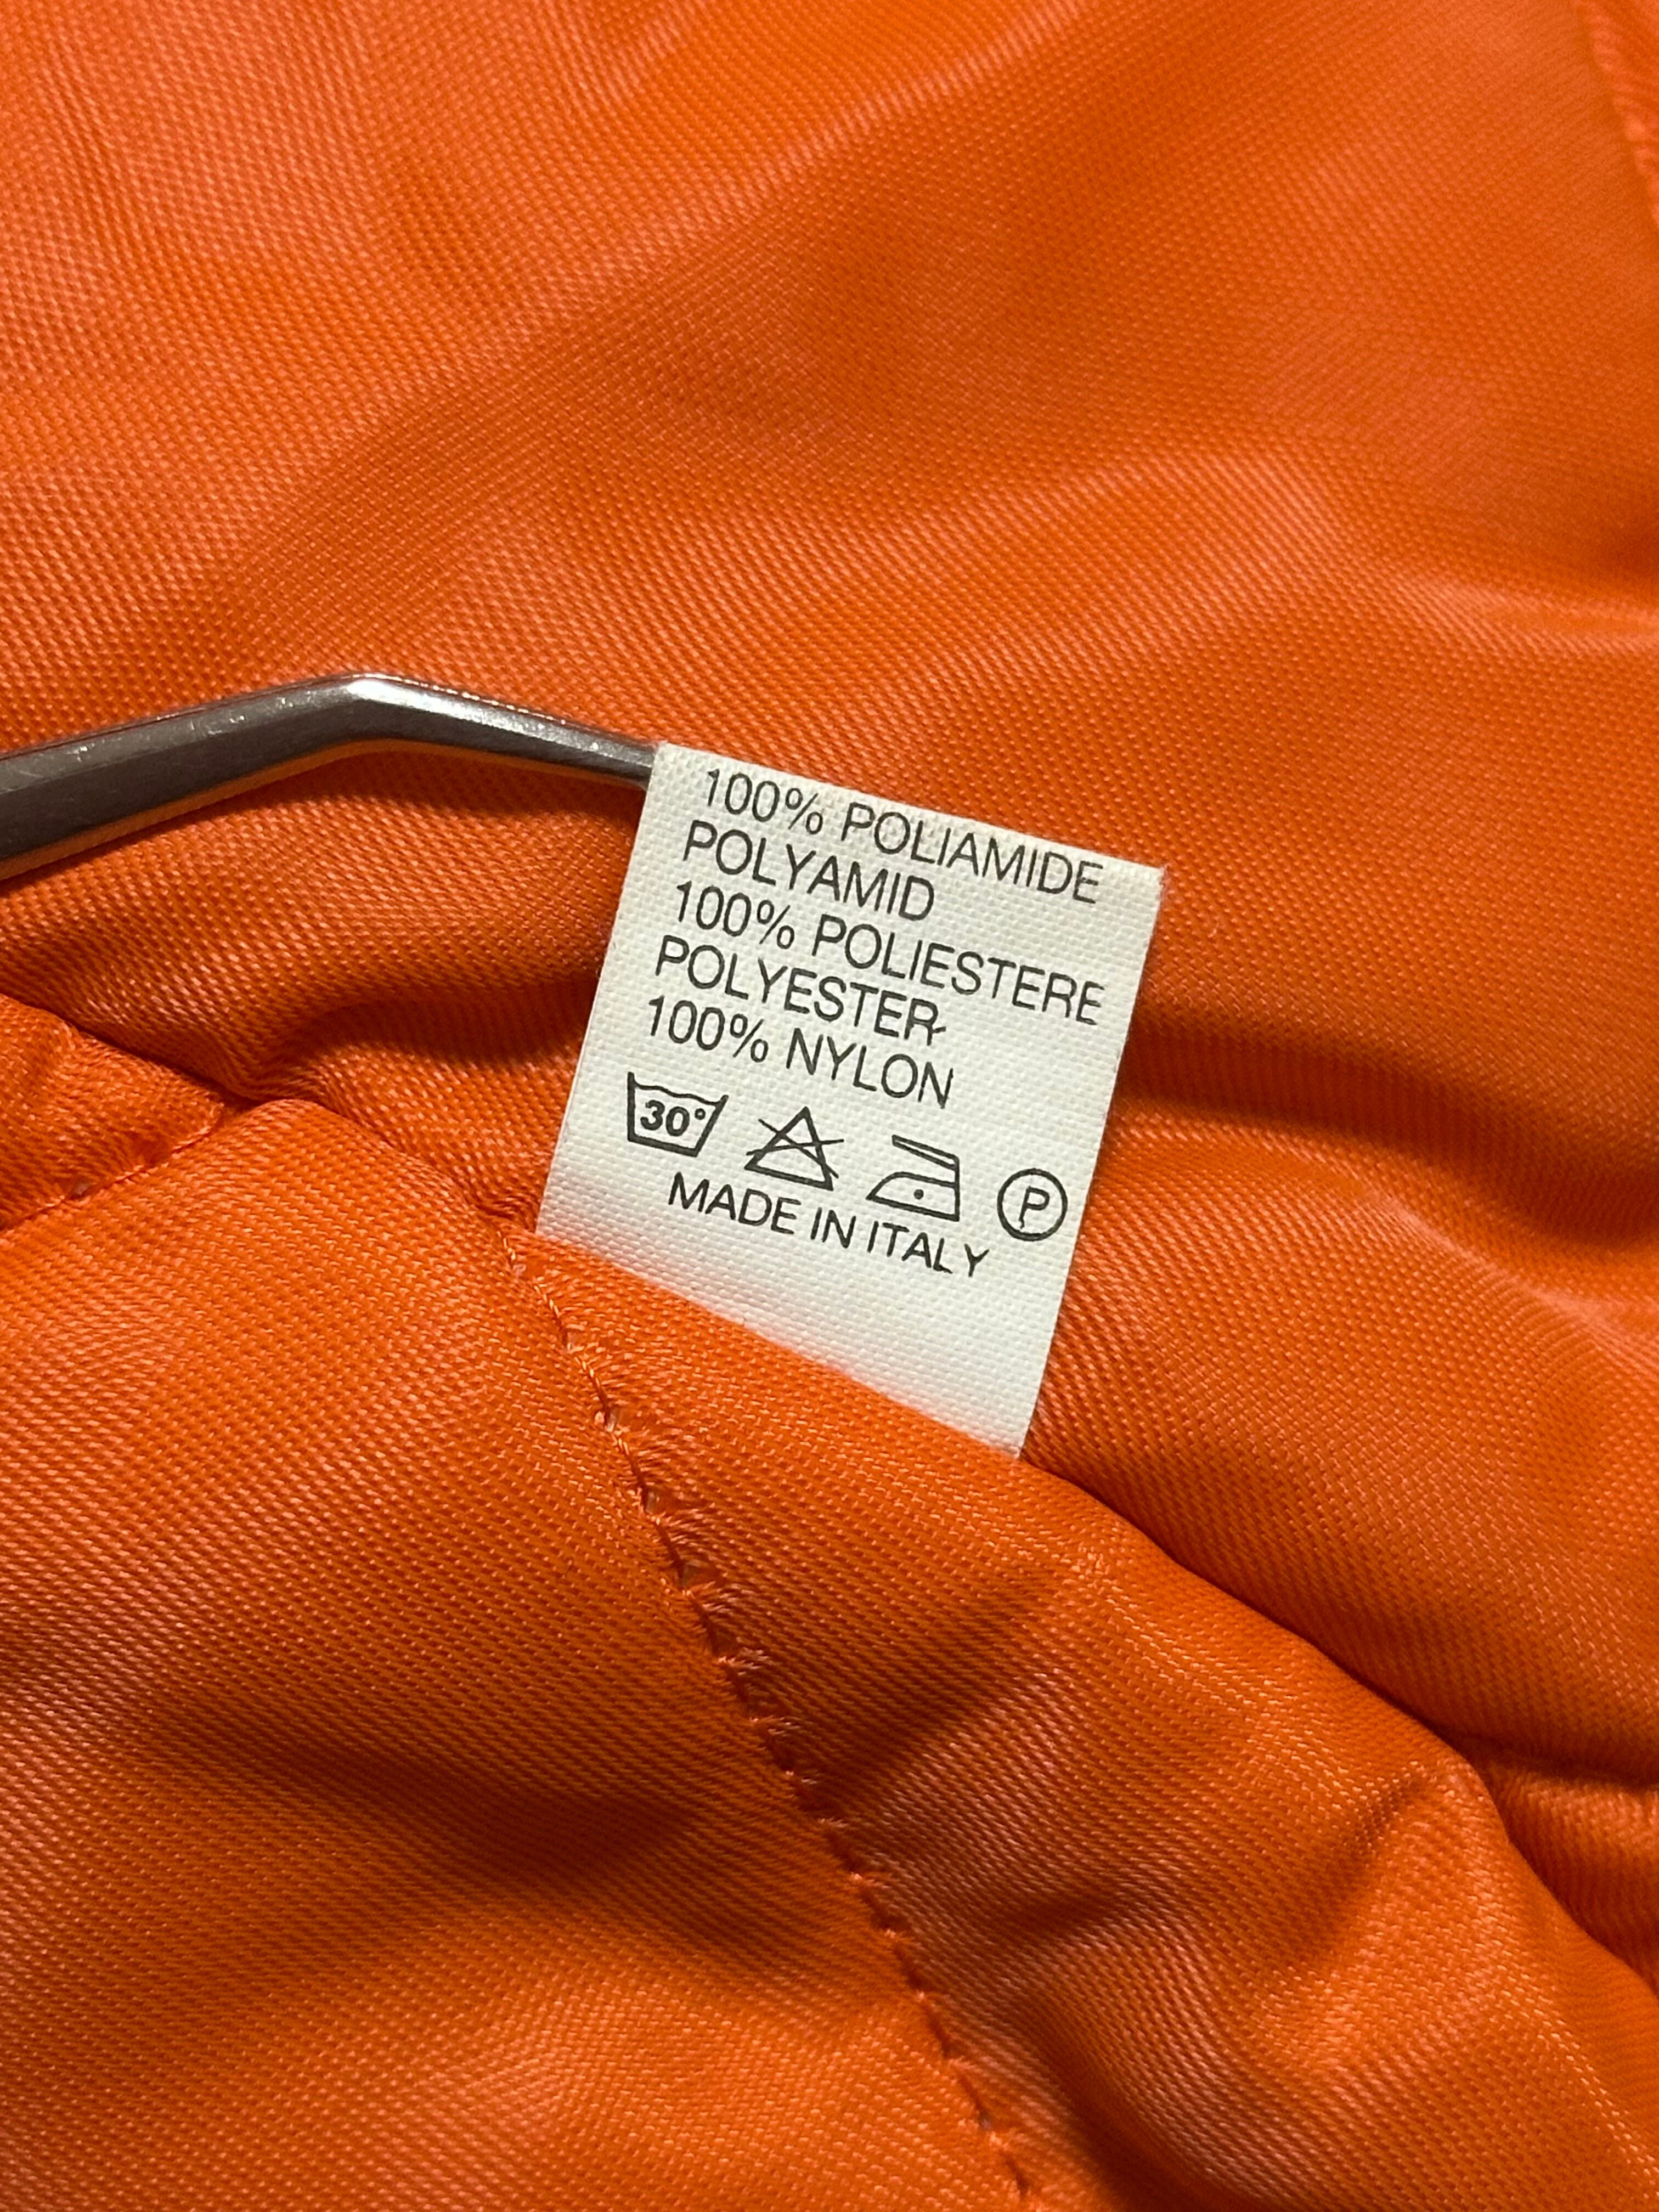 100% POLIAMIDE
POLYAMID
100% POLIESTERE
POLYESTER
100% NYLON
30° P
MADE IN ITALY